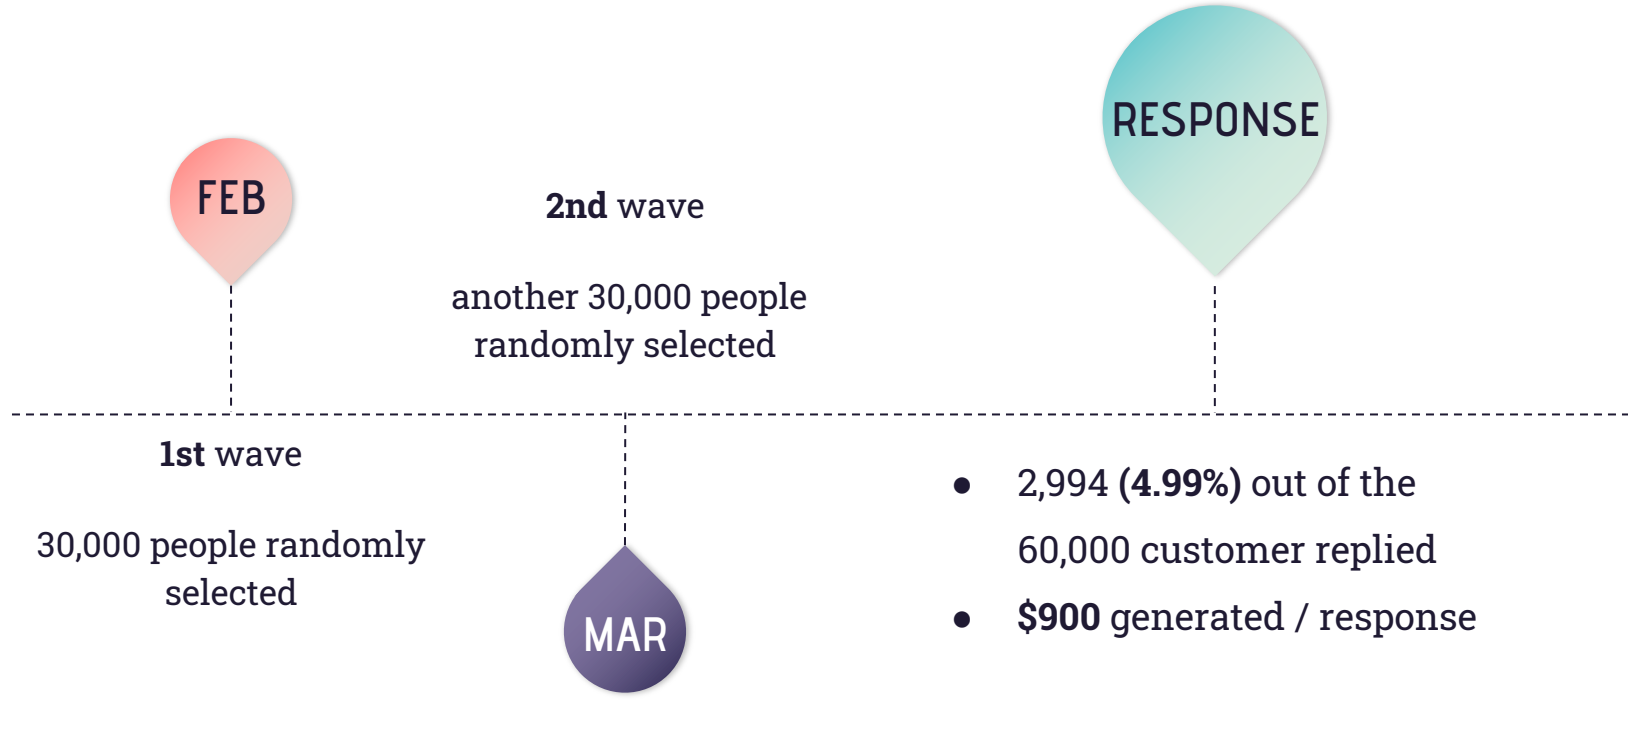 FEB
1st wave
30,000 people randomly
selected
2nd wave
another 30,000 people
randomly selected
MAR
RESPONSE
● 2,994 (4.99%) out of the
60,000 customer replied
● $900 generated / response